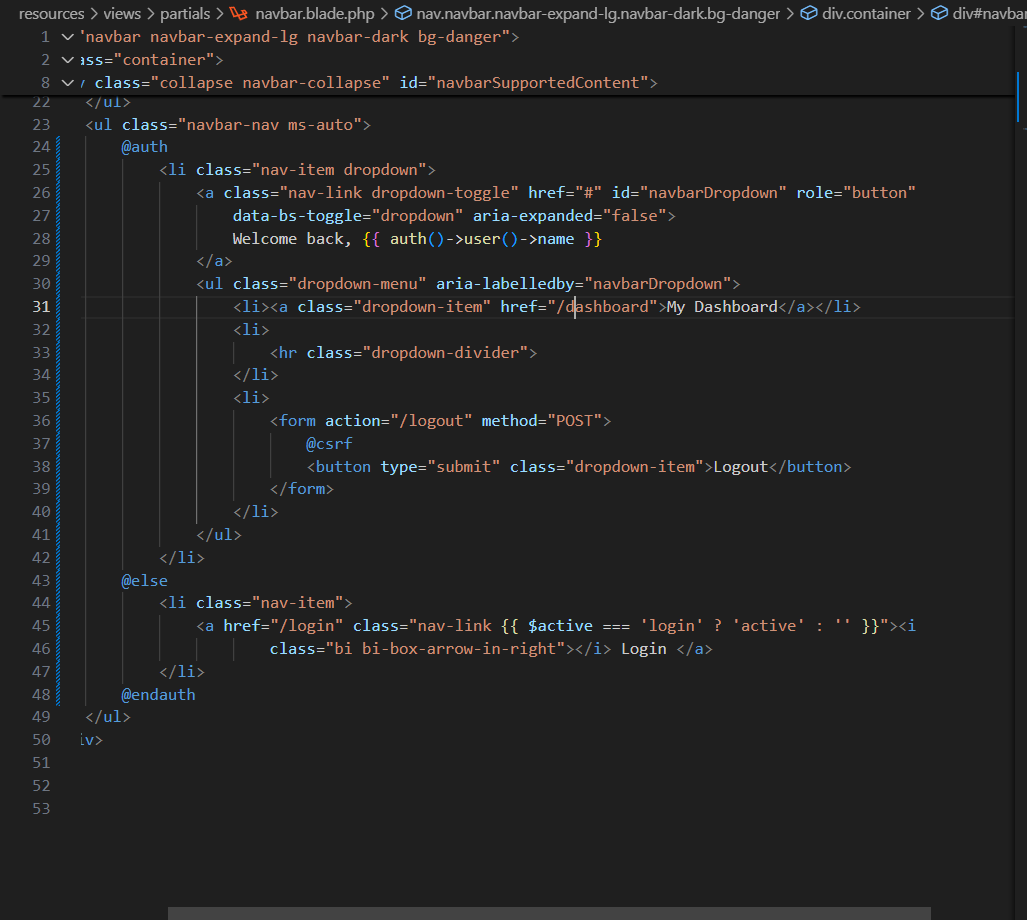 resources > views > partials > navbar.blade.php > nav.navbar.navbar-expand-lg.navbar-dark.bg-danger > div.container > div#navbar
1 'navbar navbar-expand-lg navbar-dark bg-danger">
2 ass="container">
8 class="collapse navbar-collapse" id="navbarSupportedContent">
22 </ul>
23 <ul class="navbar-nav ms-auto">
24 @auth
25 <li class="nav-item dropdown">
26 <a class="nav-link dropdown-toggle" href="#" id="navbarDropdown" role="button"
27 data-bs-toggle="dropdown" aria-expanded="false">
28 Welcome back, {{ auth()->user()->name }}
29 </a>
30 <ul class="dropdown-menu" aria-labelledby="navbarDropdown">
31 <li><a class="dropdown-item" href="/dashboard">My Dashboard</a></li>
32 <li>
33 <hr class="dropdown-divider">
34 </li>
35 <li>
36 <form action="/logout" method="POST">
37 @csrf
38 <button type="submit" class="dropdown-item">Logout</button>
39 </form>
40 </li>
41 </ul>
42 </li>
43 @else
44 <li class="nav-item">
45 <a href="/login" class="nav-link {{ $active === 'login' ? 'active' : '' }}"><i
46 class="bi bi-box-arrow-in-right"></i> Login </a>
47 </li>
48 @endauth
49 </ul>
50 iv>
51
52
53